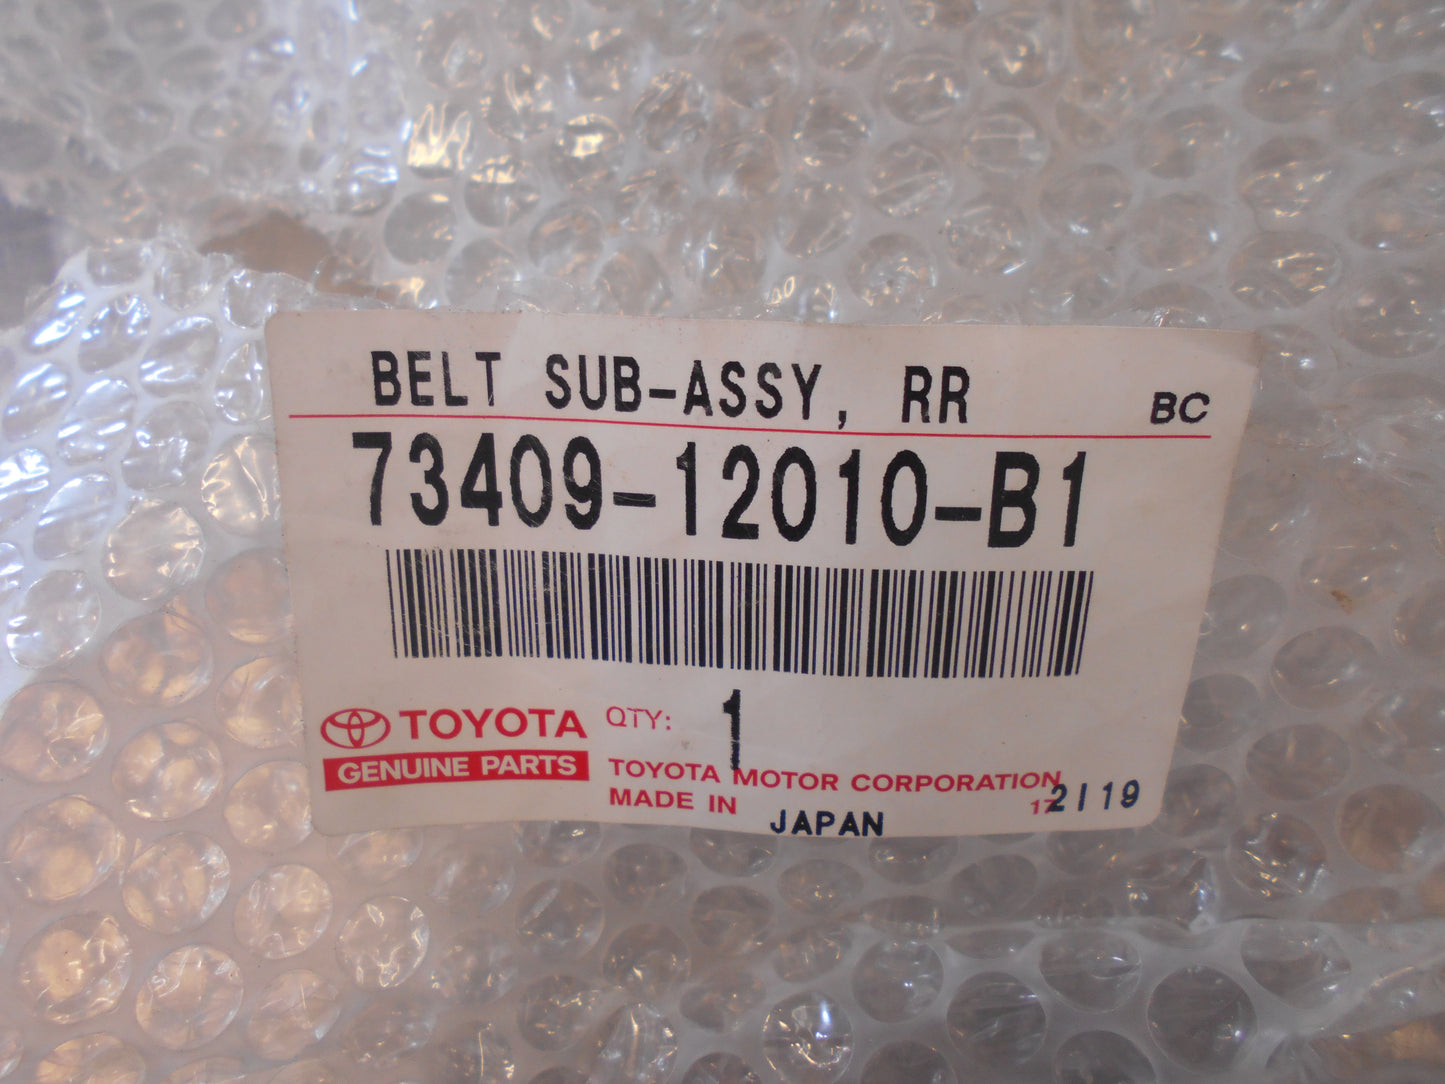 BELT SUB-ASSY, RR BC
73409-12010-B1
TOYOTA QTY: 1
GENUINE PARTS
TOYOTA MOTOR CORPORATION
MADE IN JAPAN
17 2119